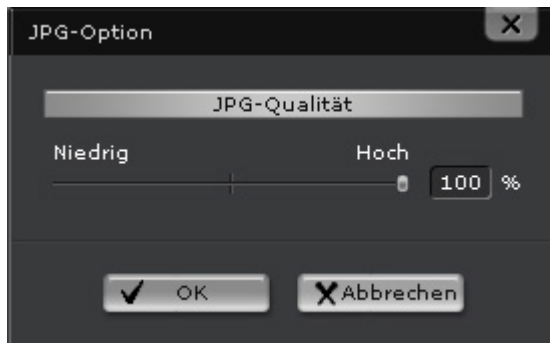 JPG-Option
JPG-Qualität
Niedrig Hoch
100 %
OK Abbrechen